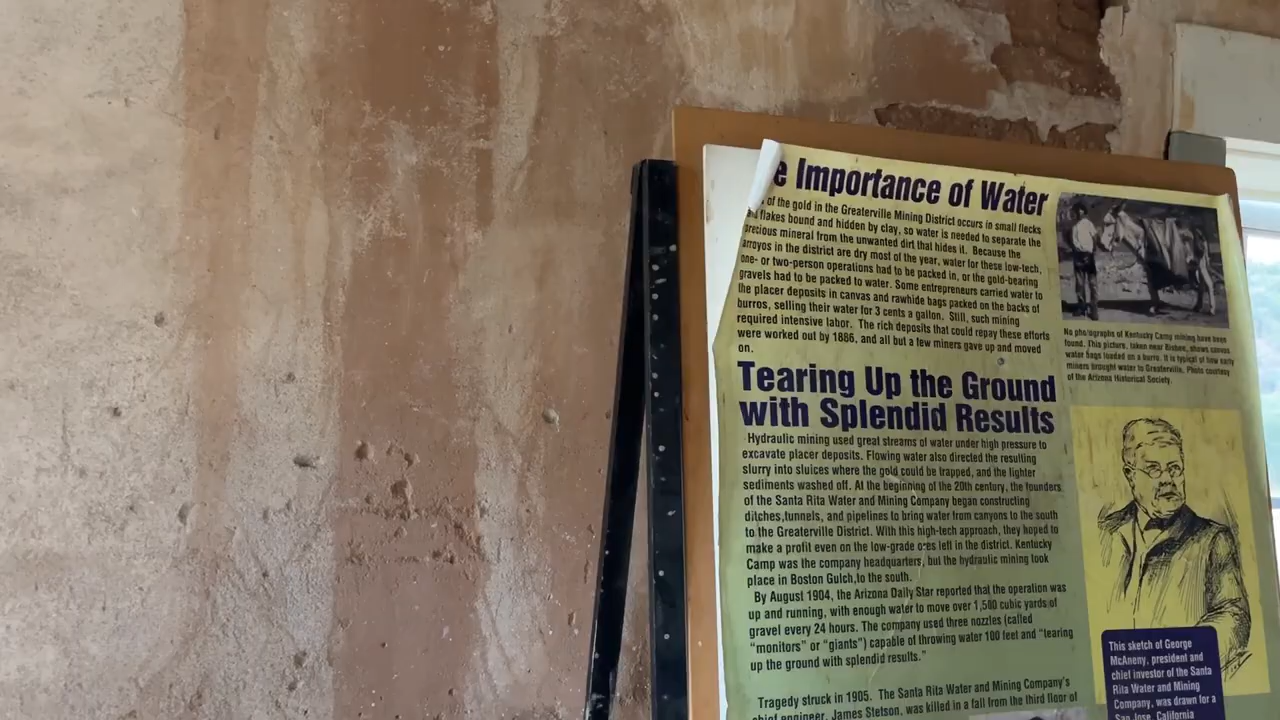 e Importance of Water
of the gold in the Greaterville Mining District occurs in small flecks
flakes bound and hidden by clay, so water is needed to separate the
precious mineral from the unwanted dirt that hides it. Because the
arroyos in the district are dry most of the year, water for these low-tech,
one- or two-person operations had to be packed in, or the gold-bearing
gravels had to be packed to water. Some entrepreneurs carried water to
the placer deposits in canvas and rawhide bags packed on the backs of
burros, selling their water for 3 cents a gallon. Still, such mining
required intensive labor. The rich deposits that could repay these efforts
were worked out by 1886, and all but a few miners gave up and moved
on.
No photographs of Kentucky Camp mining have been
found. This picture, taken near Bisbee, shows canvas
water bags loaded on a burro. It is typical of how early
miners brought water to Greaterville. Photo courtesy
of the Arizona Historical Society.
Tearing Up the Ground
with Splendid Results
Hydraulic mining used great streams of water under high pressure to
excavate placer deposits. Flowing water also directed the resulting
slurry into sluices where the gold could be trapped, and the lighter
sediments washed off. At the beginning of the 20th century, the founders
of the Santa Rita Water and Mining Company began constructing
ditches,tunnels, and pipelines to bring water from canyons to the south
to the Greaterville District. With this high-tech approach, they hoped to
make a profit even on the low-grade ores left in the district. Kentucky
Camp was the company headquarters, but the hydraulic mining took
place in Boston Gulch,to the south.
By August 1904, the Arizona Daily Star reported that the operation was
up and running, with enough water to move over 1,500 cubic yards of
gravel every 24 hours. The company used three nozzles (called
“monitors” or “giants”) capable of throwing water 100 feet and “tearing
up the ground with splendid results.”
Tragedy struck in 1905. The Santa Rita Water and Mining Company's
chief engineer, James Stetson, was killed in a fall from the third floor of
This sketch of George
McAneny, president and
chief investor of the Santa
Rita Water and Mining
Company, was drawn for a
San Jose, California